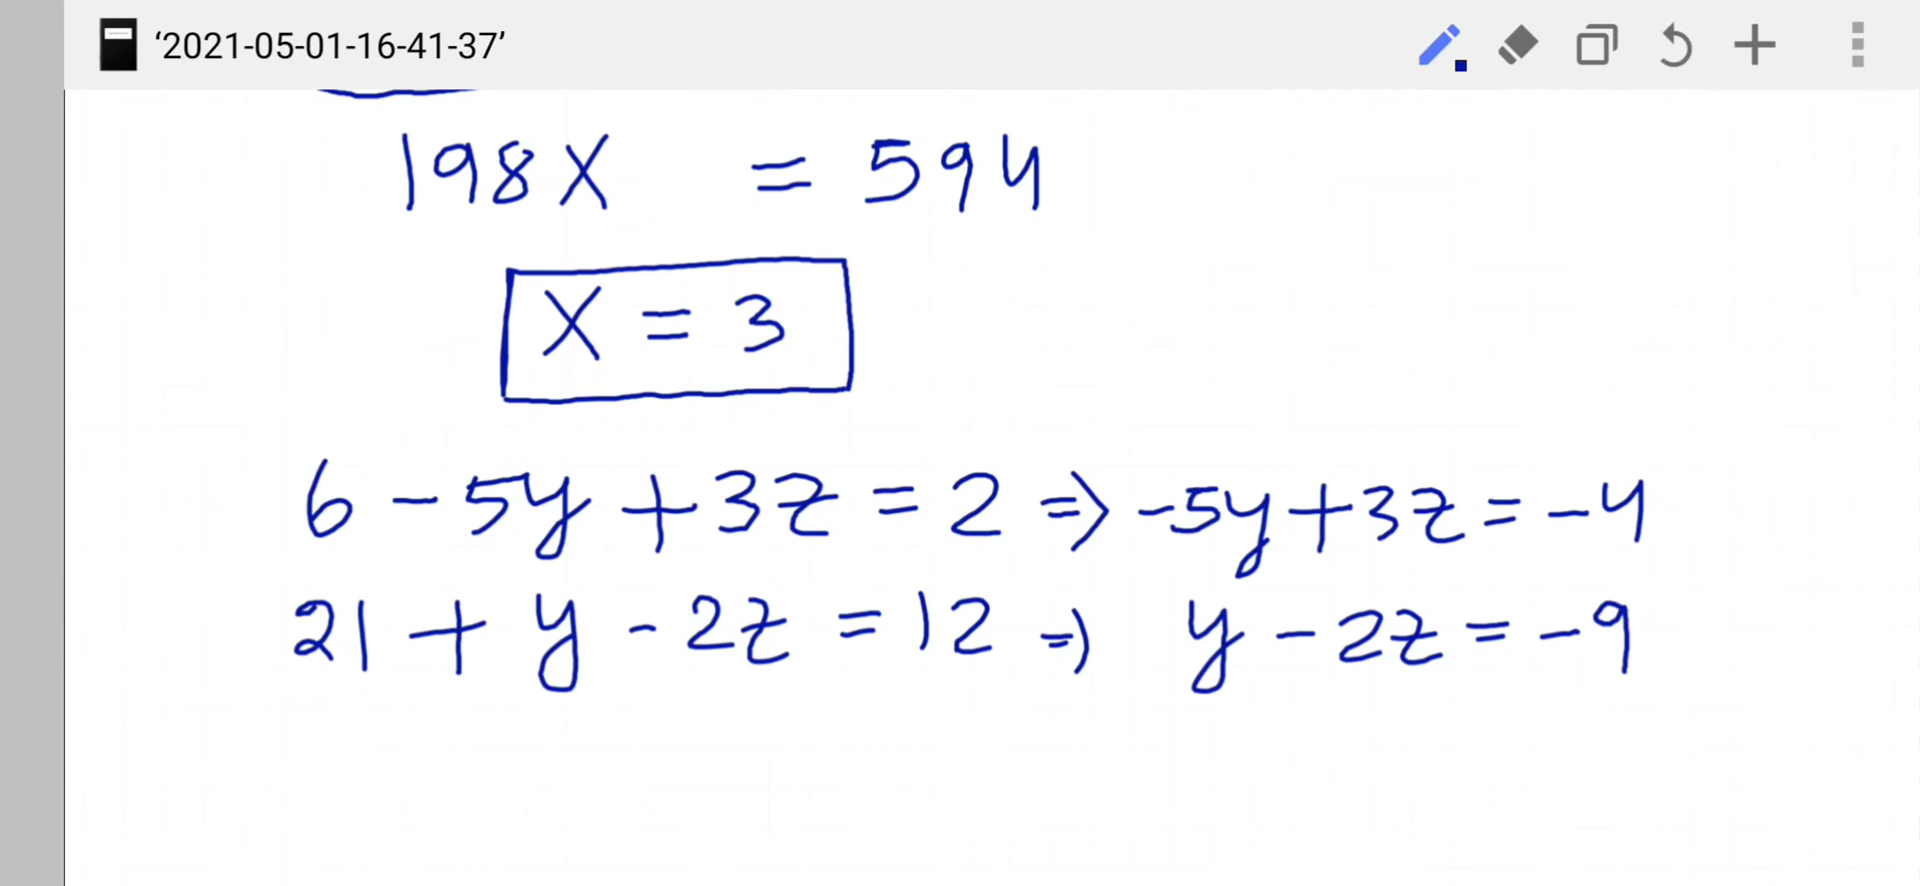 ‘2021-05-01-16-41-37’
198X = 594
X = 3
6 - 5y + 3z = 2 => -5y + 3z = -4
21 + y - 2z = 12 => y - 2z = -9